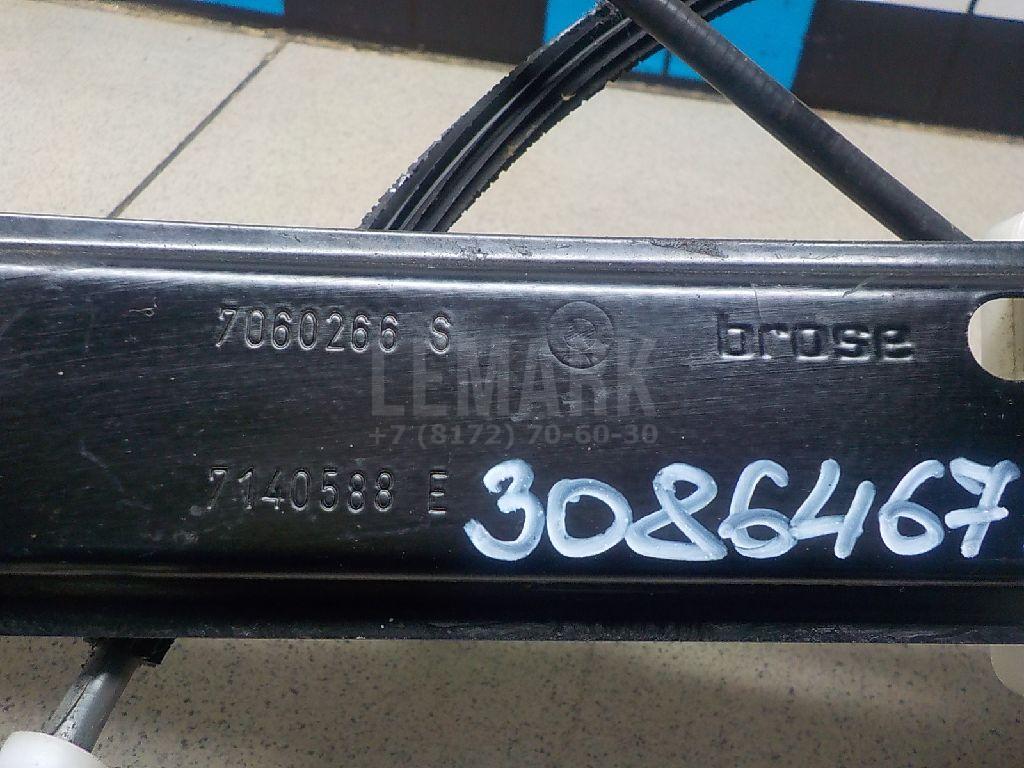 7060266 S
brose
LEMARK
+7 (8172) 70-60-30
7140588 E
3086467